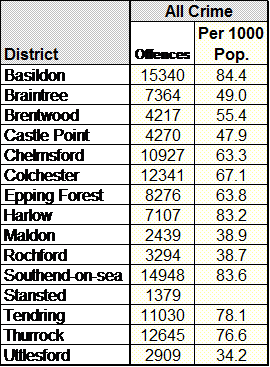 All Crime
District Offences Per 1000 Pop.
Basildon 15340 84.4
Braintree 7364 49.0
Brentwood 4217 55.4
Castle Point 4270 47.9
Chelmsford 10927 63.3
Colchester 12341 67.1
Epping Forest 8276 63.8
Harlow 7107 83.2
Maldon 2439 38.9
Rochford 3294 38.7
Southend-on-sea 14948 83.6
Stansted 1379
Tendring 11030 78.1
Thurrock 12645 76.6
Uttlesford 2909 34.2